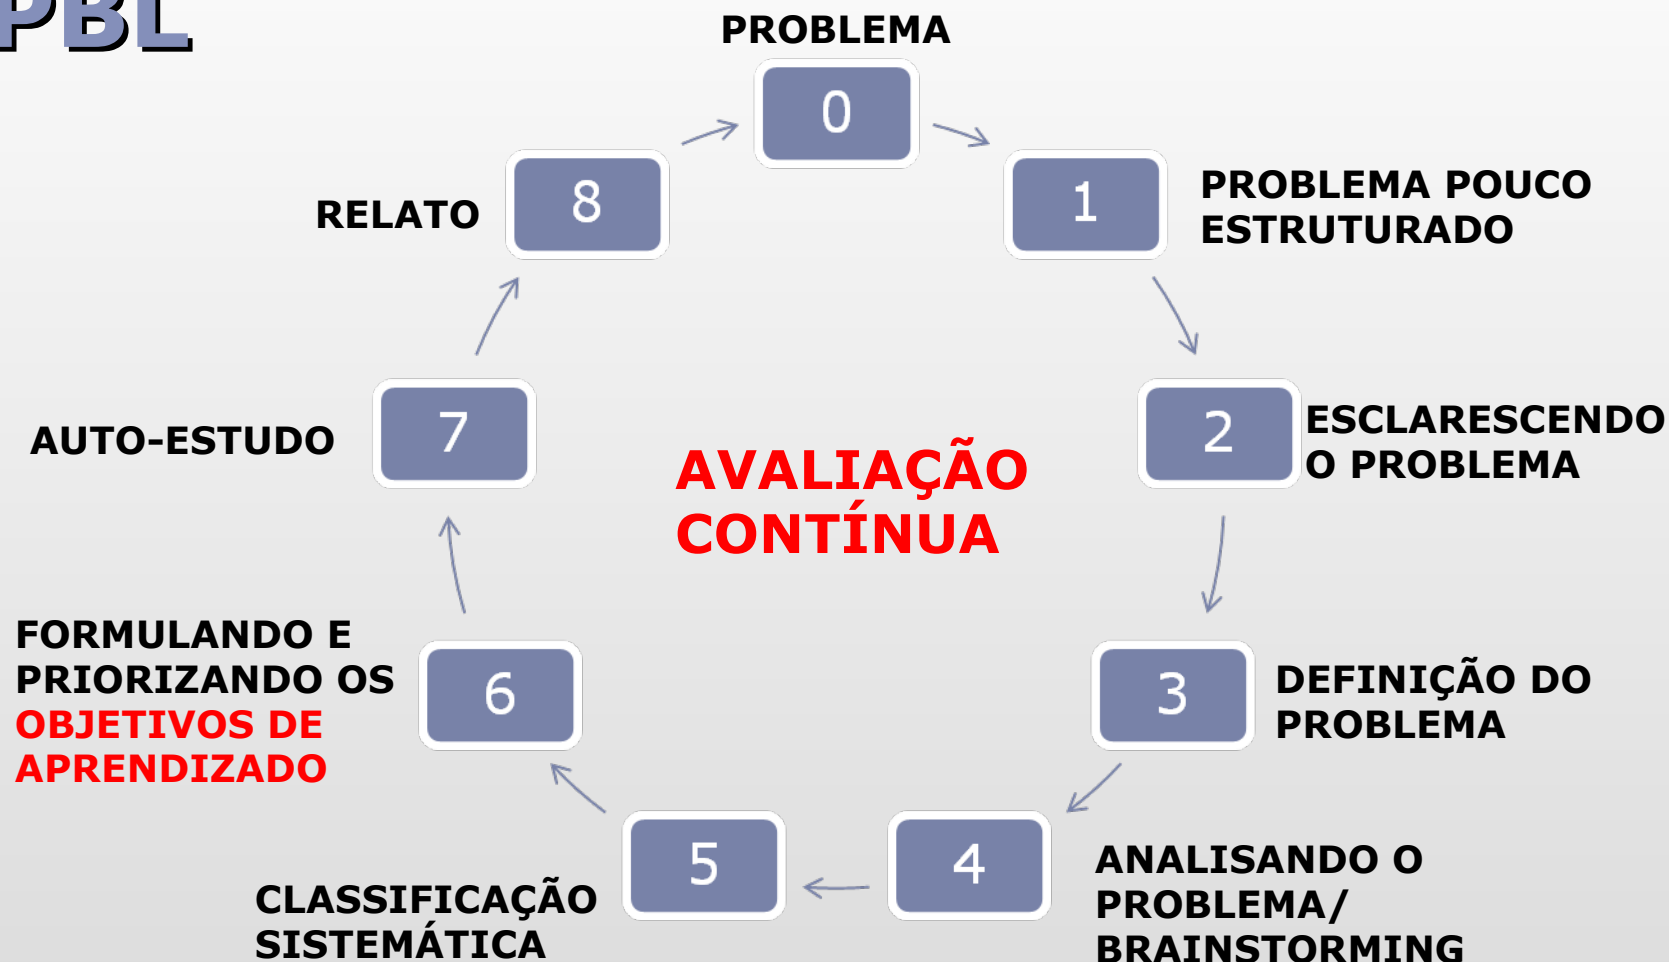 PBL
PROBLEMA
0
1
PROBLEMA POUCO
ESTRUTURADO
2
ESCLARESCENDO
O PROBLEMA
3
DEFINIÇÃO DO
PROBLEMA
4
ANALISANDO O
PROBLEMA/
BRAINSTORMING
5
CLASSIFICAÇÃO
SISTEMÁTICA
6
FORMULANDO E
PRIORIZANDO OS
OBJETIVOS DE
APRENDIZADO
7
AUTO-ESTUDO
8
RELATO
AVALIAÇÃO
CONTÍNUA